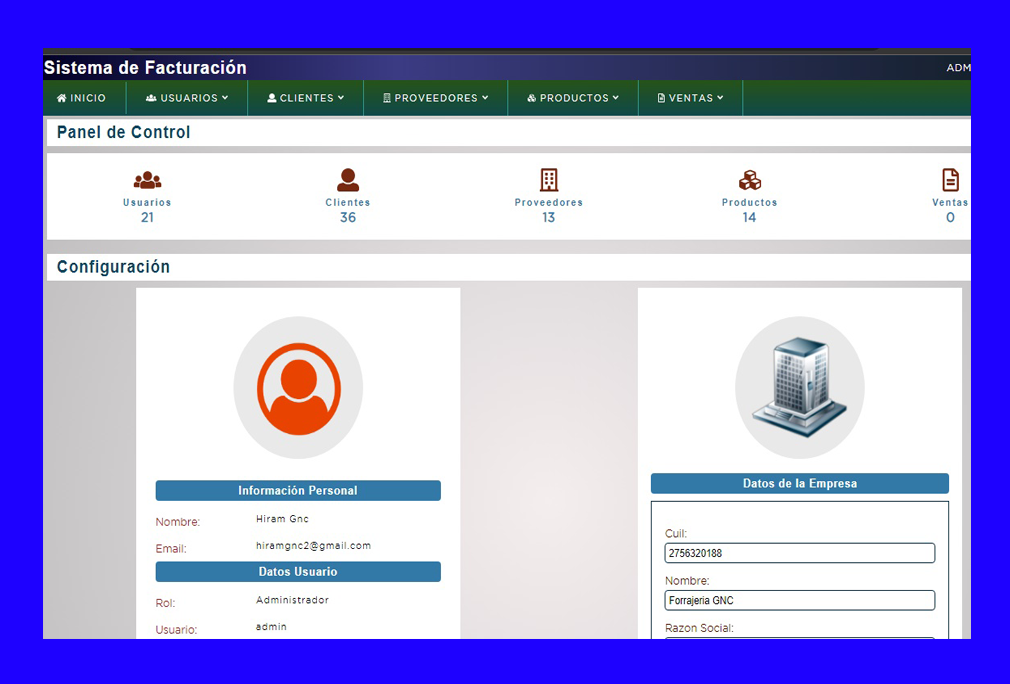 Sistema de Facturación
ADM
INICIO USUARIOS CLIENTES PROVEEDORES PRODUCTOS VENTAS
Panel de Control
Usuarios Clientes Proveedores Productos Ventas
21 36 13 14 0
Configuración
Información Personal
Nombre: Hiram Gnc
Email: hiramgnc2@gmail.com
Datos Usuario
Rol: Administrador
Usuario: admin
Datos de la Empresa
Cuil:
2756320188
Nombre:
Forrajeria GNC
Razon Social: